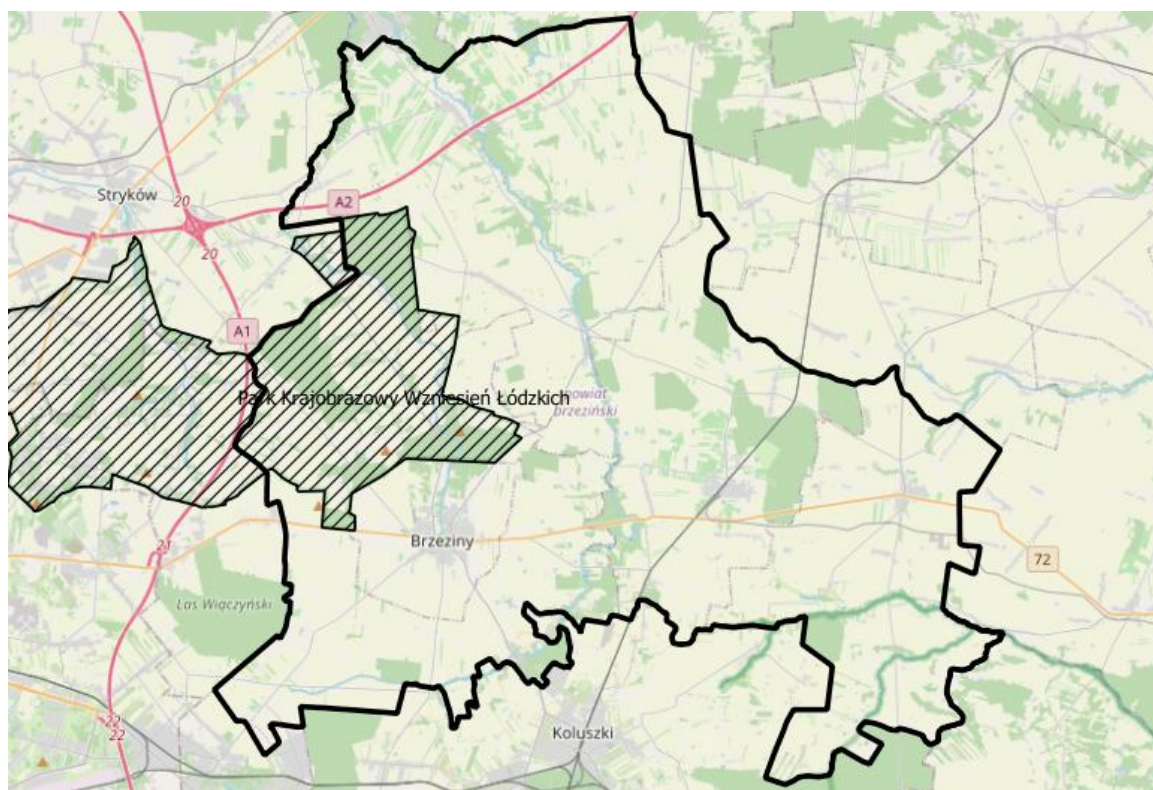 Stryków
20
A2
20
A1
Park Krajobrazowy Wzniesień Łódzkich
powiat
brzeziński
21
Brzeziny
72
Las Wiączyński
22
22
Koluszki